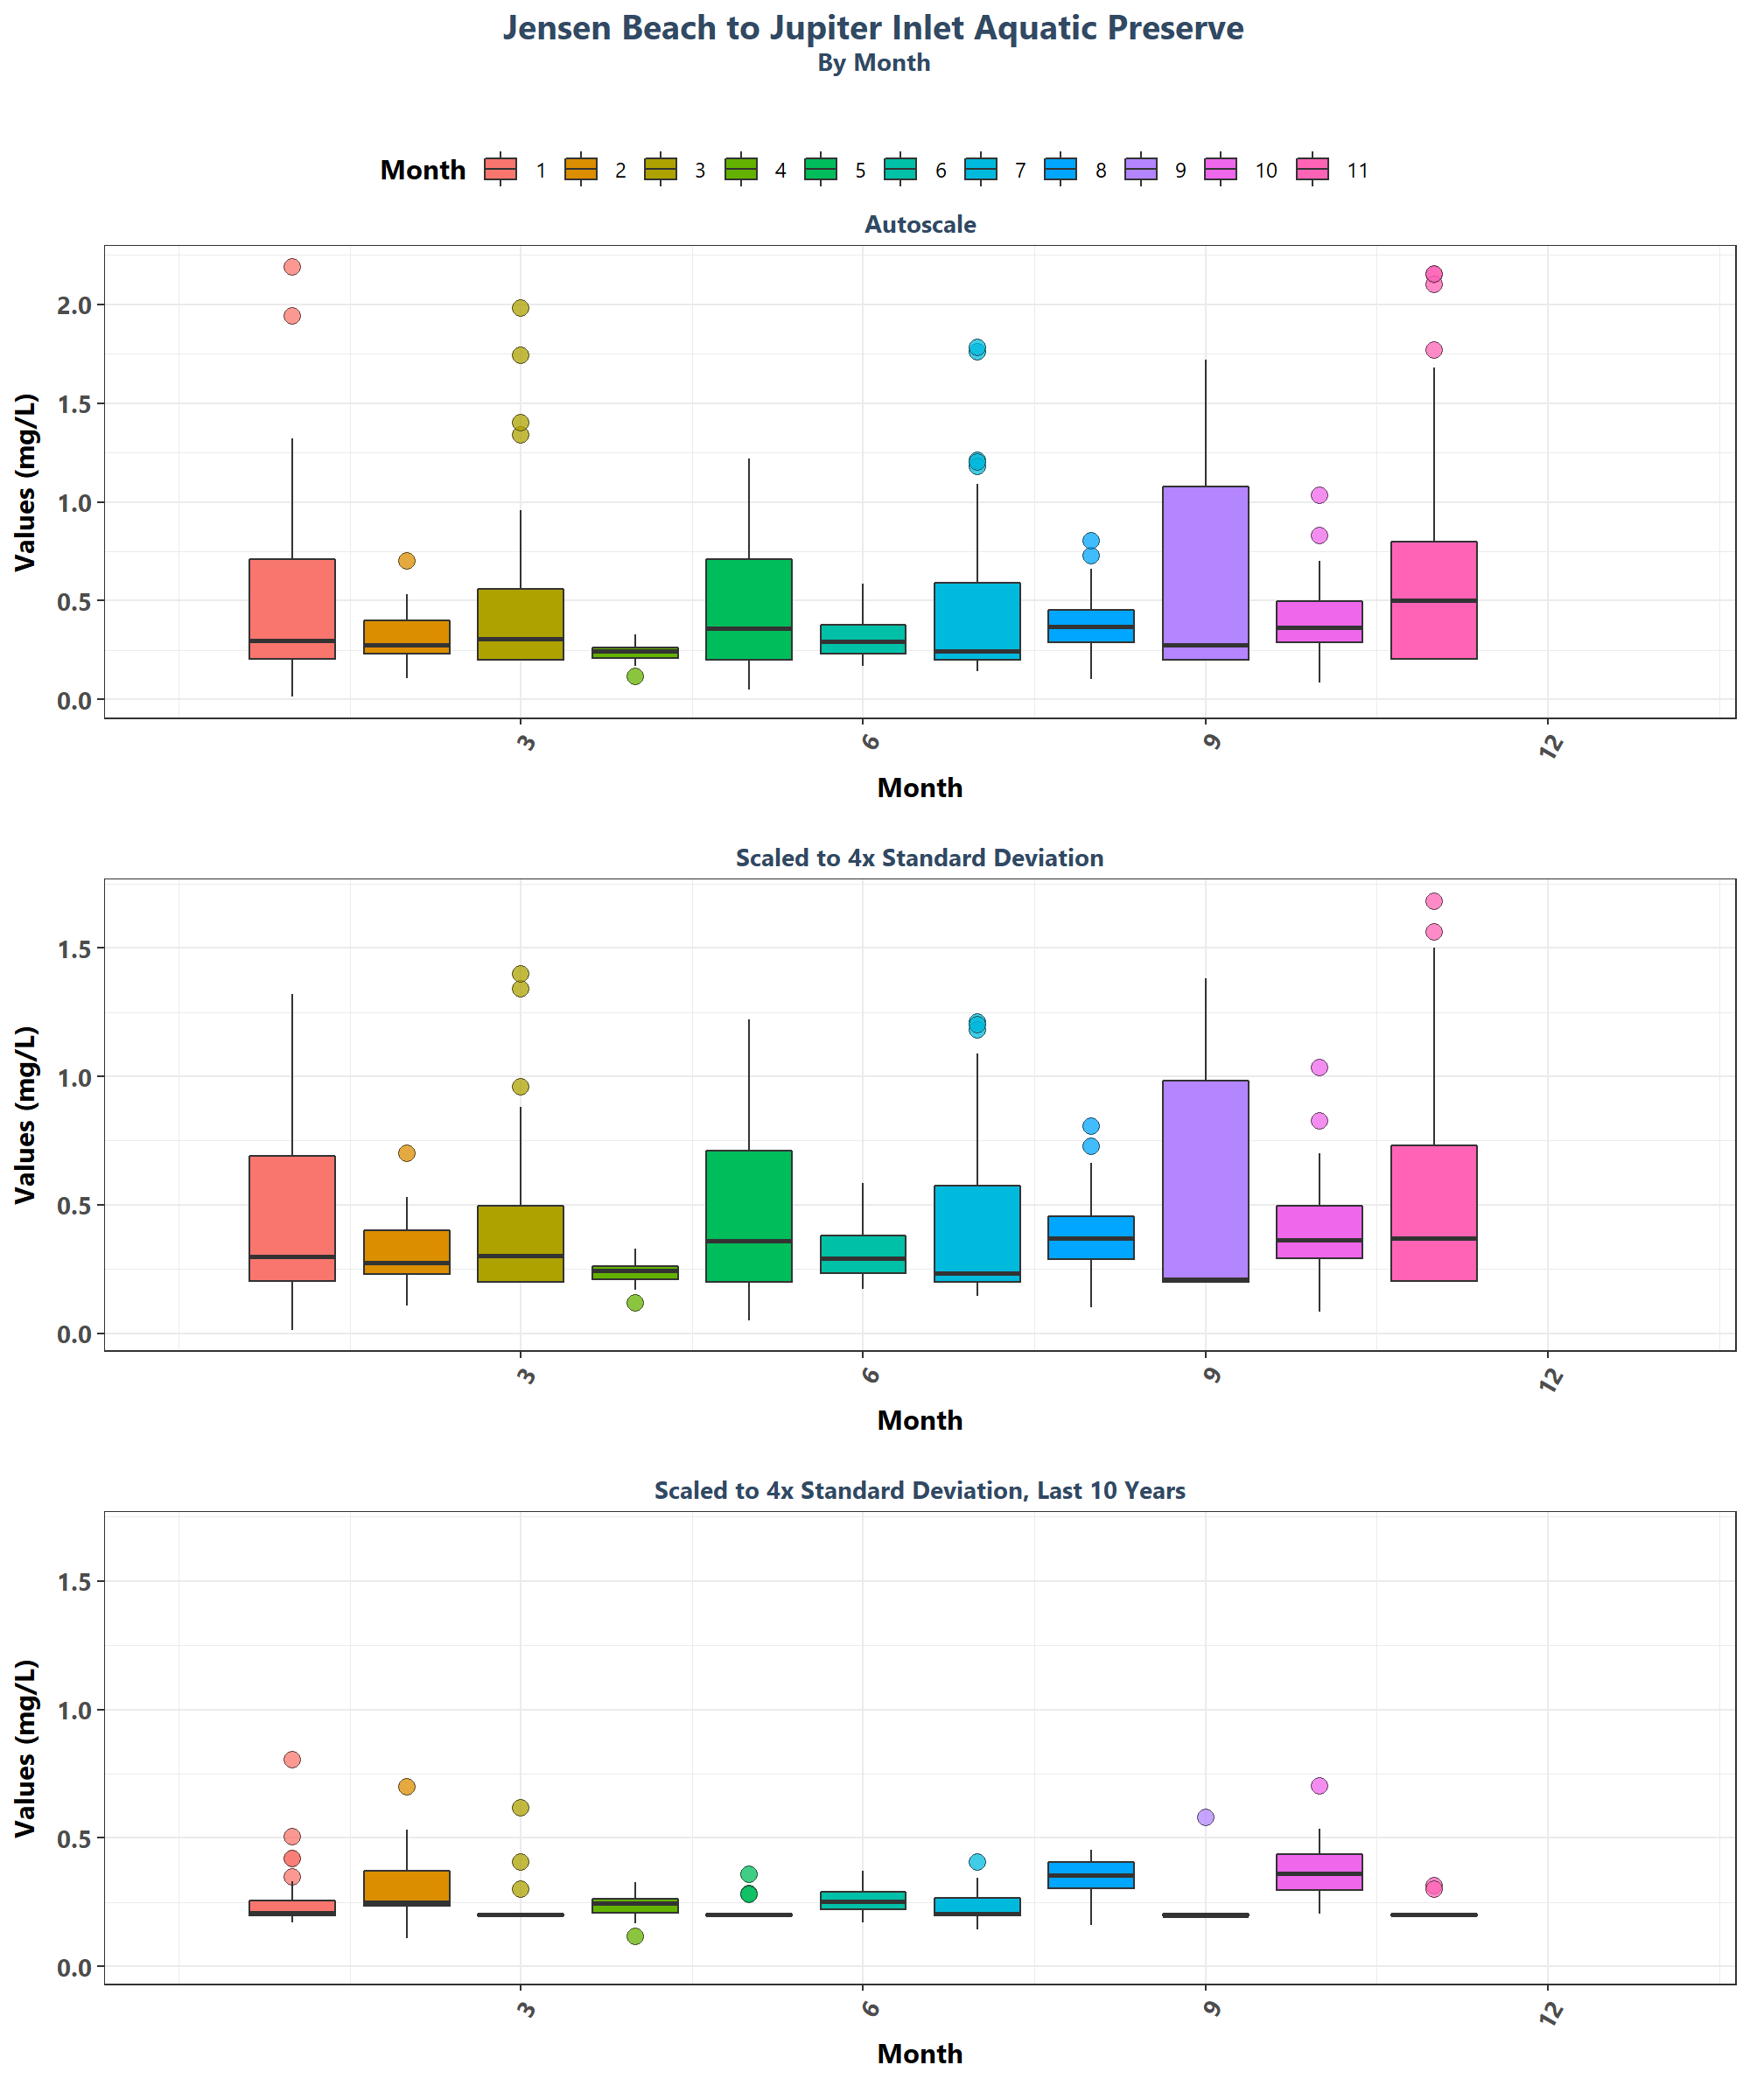 Jensen Beach to Jupiter Inlet Aquatic Preserve
By Month
Month 1 2 3 4 5 6 7 8 9 10 11
Autoscale
Values (mg/L)
2.0
1.5
1.0
0.5
0.0
3 6 9 12
Month
Scaled to 4x Standard Deviation
Values (mg/L)
1.5
1.0
0.5
0.0
3 6 9 12
Month
Scaled to 4x Standard Deviation, Last 10 Years
Values (mg/L)
1.5
1.0
0.5
0.0
3 6 9 12
Month